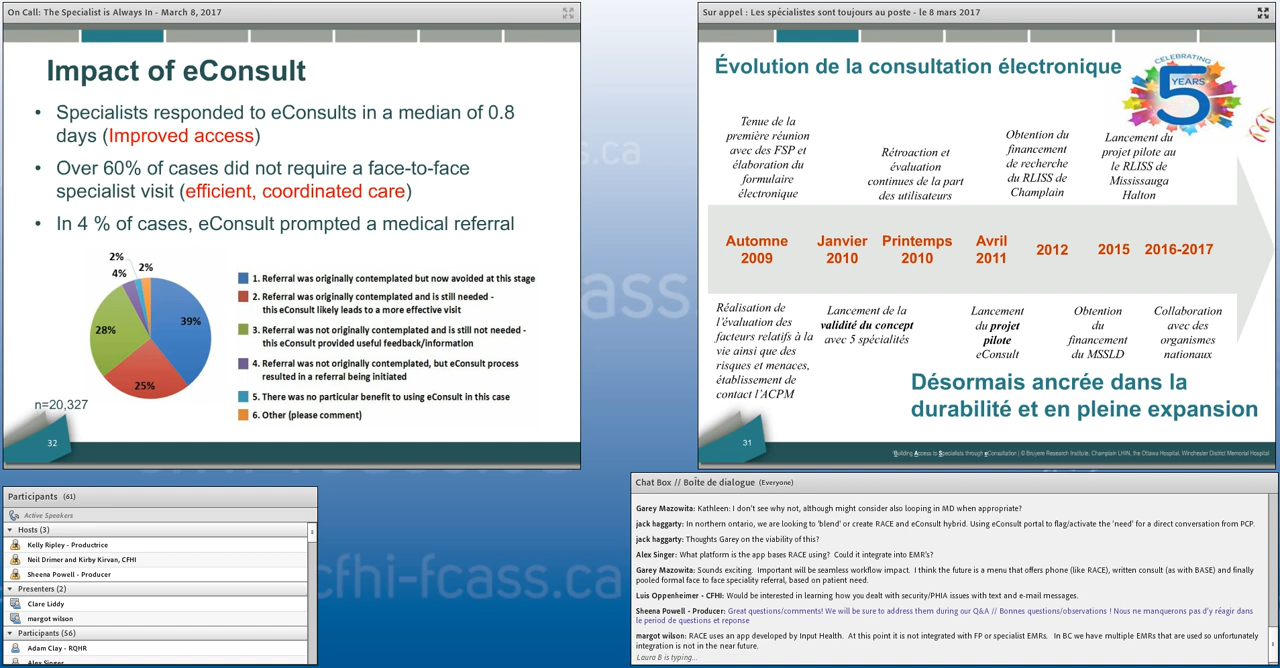 On Call: The Specialist is Always In - March 8, 2017
Impact of eConsult
• Specialists responded to eConsults in a median of 0.8
days (Improved access)
• Over 60% of cases did not require a face-to-face
specialist visit (efficient, coordinated care)
• In 4 % of cases, eConsult prompted a medical referral
2%
2%
4%
39%
28%
25%
1. Referral was originally contemplated but now avoided at this stage
2. Referral was originally contemplated and is still needed -
this eConsult likely leads to a more effective visit
3. Referral was not originally contemplated and is still not needed -
this eConsult provided useful feedback/information
4. Referral was not originally contemplated, but eConsult process
resulted in a referral being initiated
5. There was no particular benefit to using eConsult in this case
6. Other (please comment)
n=20,327
32
Sur appel : Les spécialistes sont toujours au poste - le 8 mars 2017
Évolution de la consultation électronique
CELEBRATING
5
YEARS
Tenue de la
première réunion
avec des FSP et
élaboration du
formulaire
électronique
Rétroaction et
évaluation
continues de la part
des utilisateurs
Obtention du
financement
de recherche
du RLISS de
Champlain
Lancement du
projet pilote au
le RLISS de
Mississauga
Halton
Automne
2009
Janvier
2010
Printemps
2010
Avril
2011
2012
2015
2016-2017
Réalisation de
l'évaluation des
facteurs relatifs à la
vie ainsi que des
risques et menaces,
établissement de
contact l'ACPM
Lancement de la
validité du concept
avec 5 spécialités
Lancement
du projet
pilote
eConsult
Obtention
du
financement
du MSSLD
Collaboration
avec des
organismes
nationaux
Désormais ancrée dans la
durabilité et en pleine expansion
31
*Building Access to Specialists through eConsultation | © Bruyere Research Institute, Champlain LHIN, the Ottawa Hospital, Winchester District Memorial Hospital
s.ca
cass.
cfhi-fcass.ca
Participants (61)
Active Speakers
Hosts (3)
Kelly Ripley - Productrice
Neil Drimer and Kirby Kirvan, CFHI
Sheena Powell - Producer
Presenters (2)
Clare Liddy
margot wilson
Participants (56)
Adam Clay - RQHR
Alex Singer
Chat Box // Boîte de dialogue (Everyone)
Garey Mazowita: Kathleen: I don't see why not, although might consider also looping in MD when appropriate?
jack haggarty: In northern ontario, we are looking to 'blend' or create RACE and eConsult hybrid. Using eConsult portal to flag/activate the 'need' for a direct conversation from PCP.
jack haggarty: Thoughts Garey on the viability of this?
Alex Singer: What platform is the app bases RACE using? Could it integrate into EMR's?
Garey Mazowita: Sounds exciting. Important will be seamless workflow impact. I think the future is a menu that offers phone (like RACE), written consult (as with BASE) and finally
pooled formal face to face speciality referral, based on patient need.
Luis Oppenheimer - CFHI: Would be interested in learning how you dealt with security/PHIA issues with text and e-mail messages.
Sheena Powell - Producer: Great questions/comments! We will be sure to address them during our Q&A // Bonnes questions/observations ! Nous ne manquerons pas d'y réagir dans
le period de questions et reponse
margot wilson: RACE uses an app developed by Input Health. At this point it is not integrated with FP or specialist EMRs. In BC we have multiple EMRs that are used so unfortunately
integration is not in the near future.
Laura B is typing...